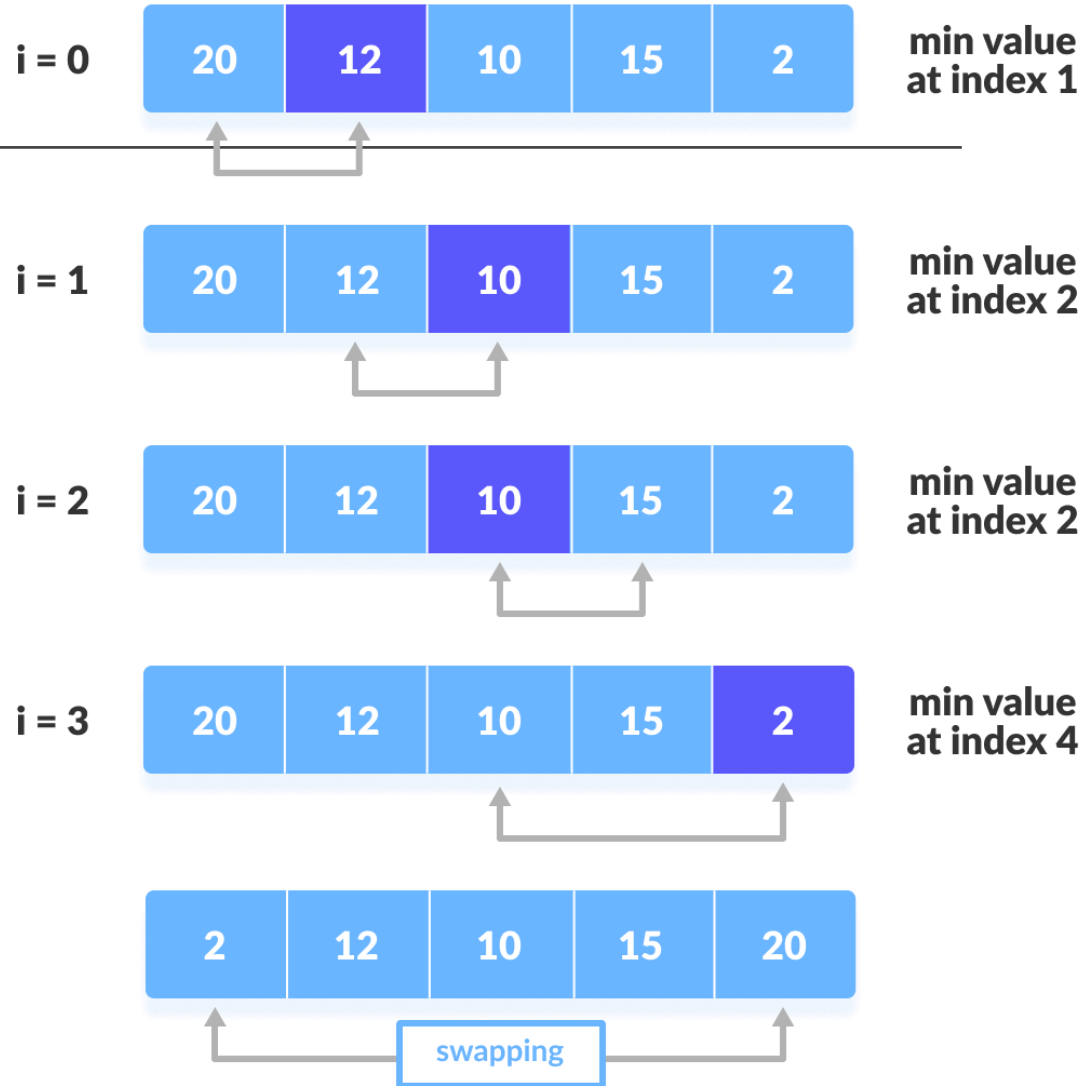 i = 0 20 12 10 15 2 min value
at index 1
i = 1 20 12 10 15 2 min value
at index 2
i = 2 20 12 10 15 2 min value
at index 2
i = 3 20 12 10 15 2 min value
at index 4
2 12 10 15 20
swapping